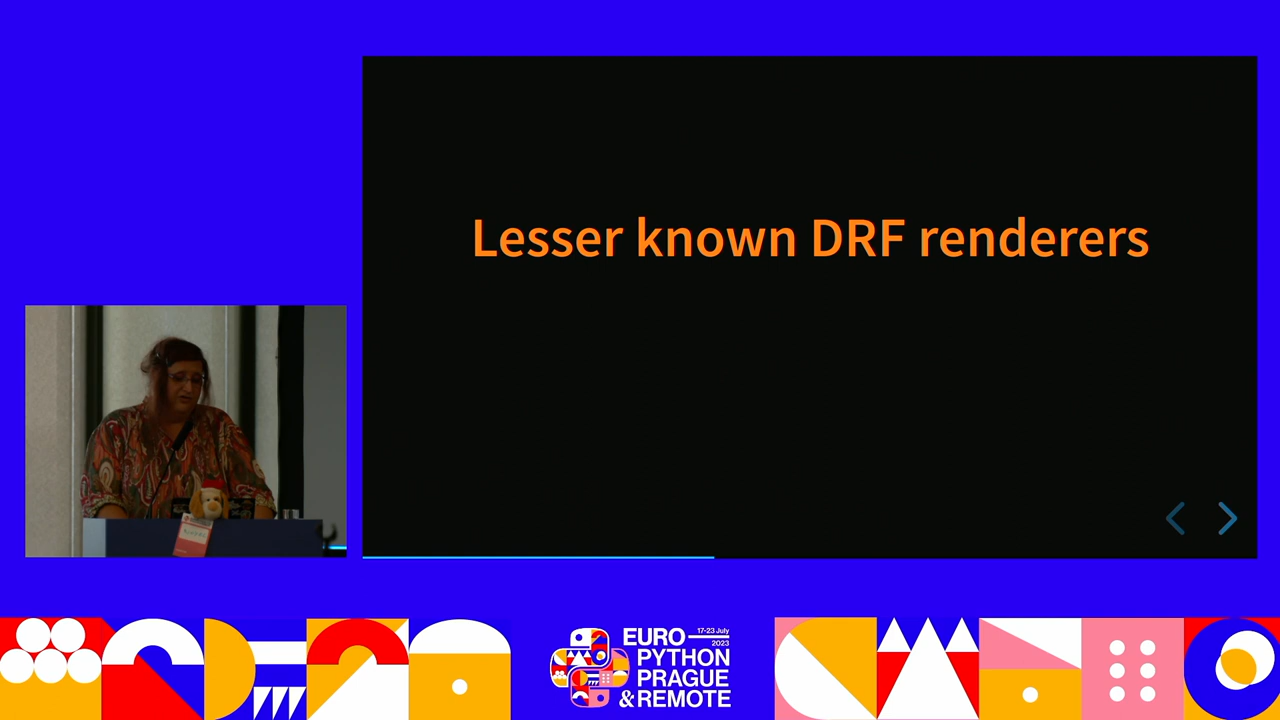 Lesser known DRF renderers
EURO
17-23 July
2023
PYTHON
PRAGUE
& REMOTE